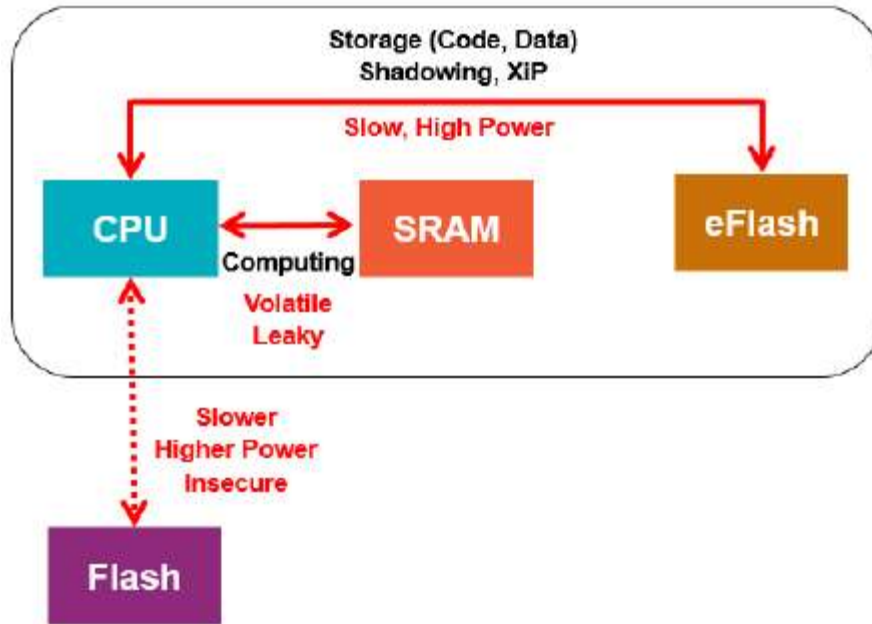 Storage (Code, Data)
Shadowing, XiP
Slow, High Power
CPU
SRAM
eFlash
Computing
Volatile
Leaky
Slower
Higher Power
Insecure
Flash